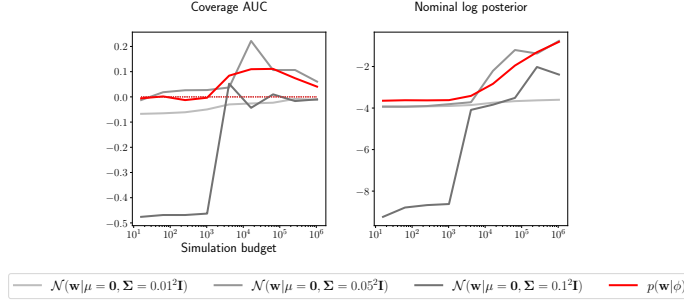 Coverage AUC
Nominal log posterior
0.2
0.1
0.0
−0.1
−0.2
−0.3
−0.4
−0.5
−2
−4
−6
−8
10¹ 10² 10³ 10⁴ 10⁵ 10⁶
10¹ 10² 10³ 10⁴ 10⁵ 10⁶
Simulation budget
𝒩(w|μ = 0, Σ = 0.01²I) 𝒩(w|μ = 0, Σ = 0.05²I) 𝒩(w|μ = 0, Σ = 0.1²I) p(w|ϕ)